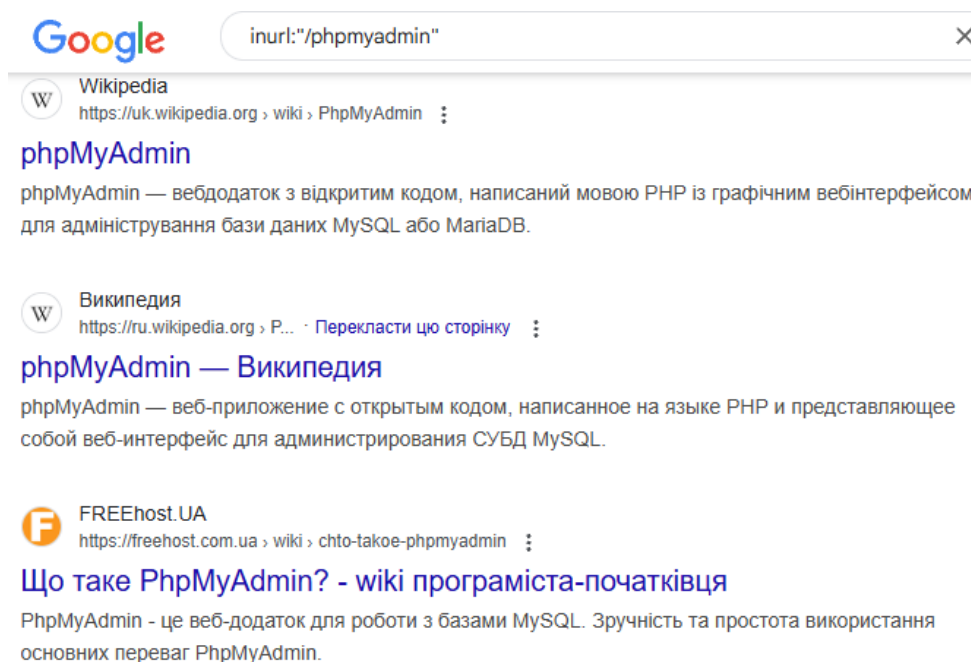 Google
inurl:"/phpmyadmin"
Wikipedia
https://uk.wikipedia.org › wiki › PhpMyAdmin
phpMyAdmin
phpMyAdmin — вебдодаток з відкритим кодом, написаний мовою PHP із графічним вебінтерфейсом
для адміністрування бази даних MySQL або MariaDB.
Википедия
https://ru.wikipedia.org › P... · Перекласти цю сторінку
phpMyAdmin — Википедия
phpMyAdmin — веб-приложение с открытым кодом, написанное на языке PHP и представляющее
собой веб-интерфейс для администрирования СУБД MySQL.
FREEhost.UA
https://freehost.com.ua › wiki › chto-takoe-phpmyadmin
Що таке PhpMyAdmin? - wiki програміста-початківця
PhpMyAdmin - це веб-додаток для роботи з базами MySQL. Зручність та простота використання
основних переваг PhpMyAdmin.